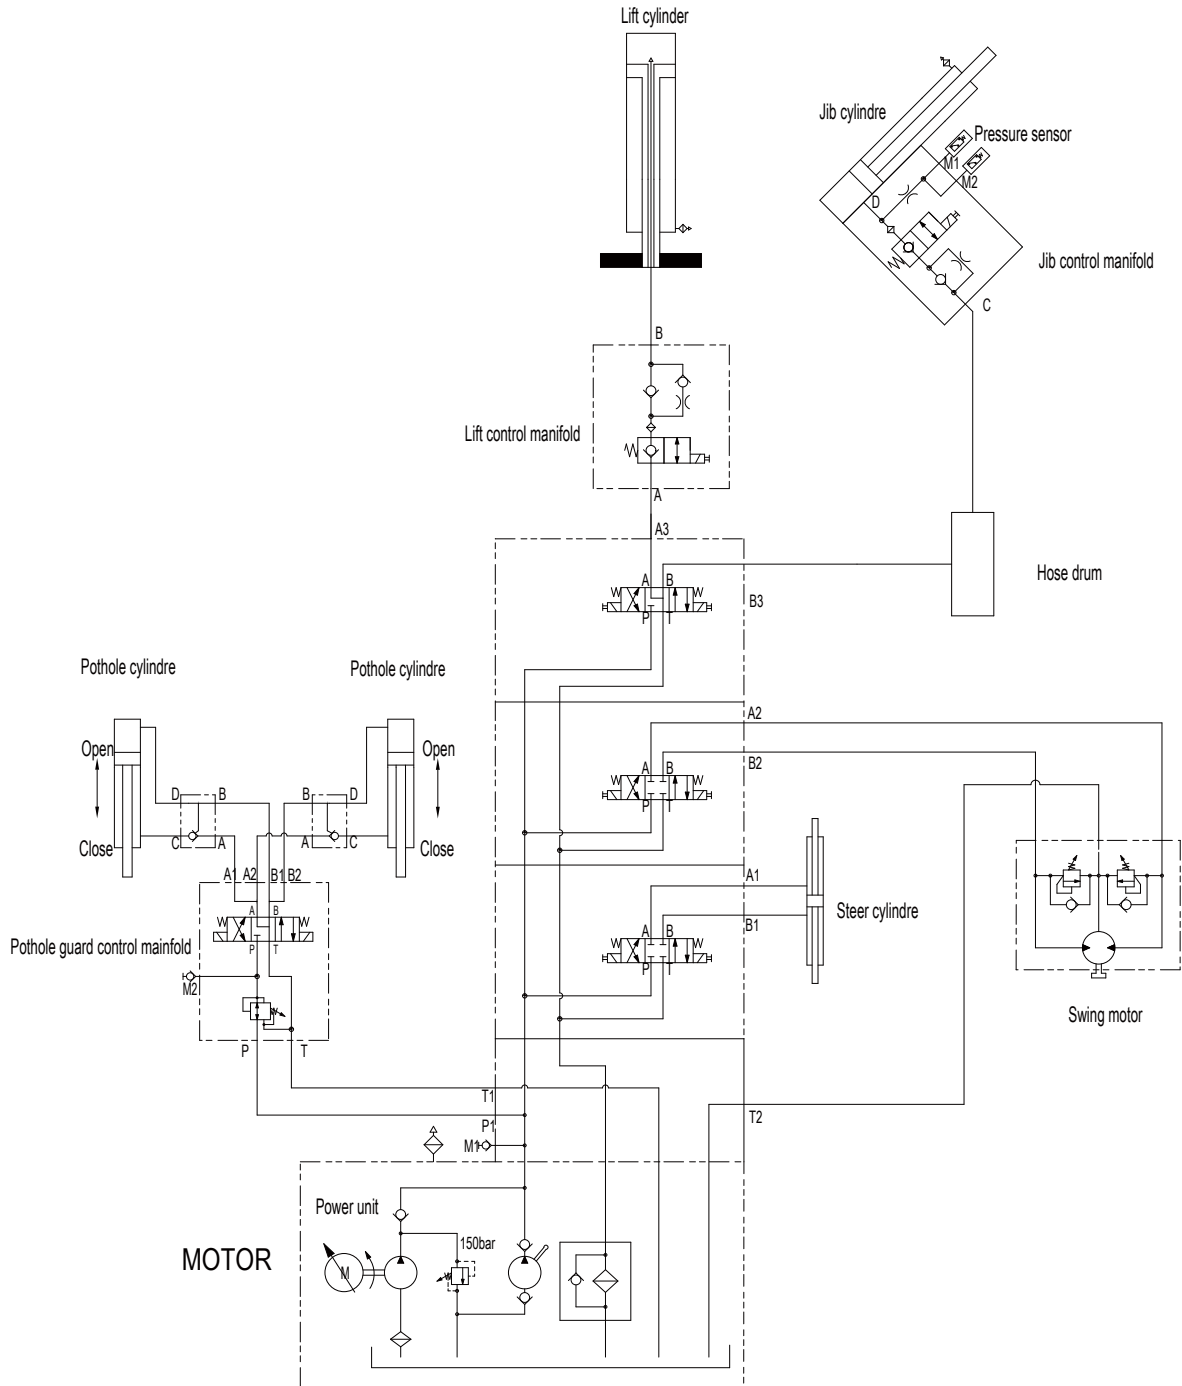 Lift cylinder
Jib cylindre
Pressure sensor
M1
M2
D
Jib control manifold
C
B
Lift control manifold
A
A3
A B
Hose drum
B3
P T
Pothole cylindre
Pothole cylindre
A2
Open
Open
B2
A B
D B
B D
P T
C A
A C
Close
Close
A1 A2 B1 B2
A1
Steer cylindre
A B
B1
A B
Pothole guard control mainfold
P T
P T
M2
Swing motor
P T
T1
T2
P1
M1
Power unit
150bar
MOTOR
M